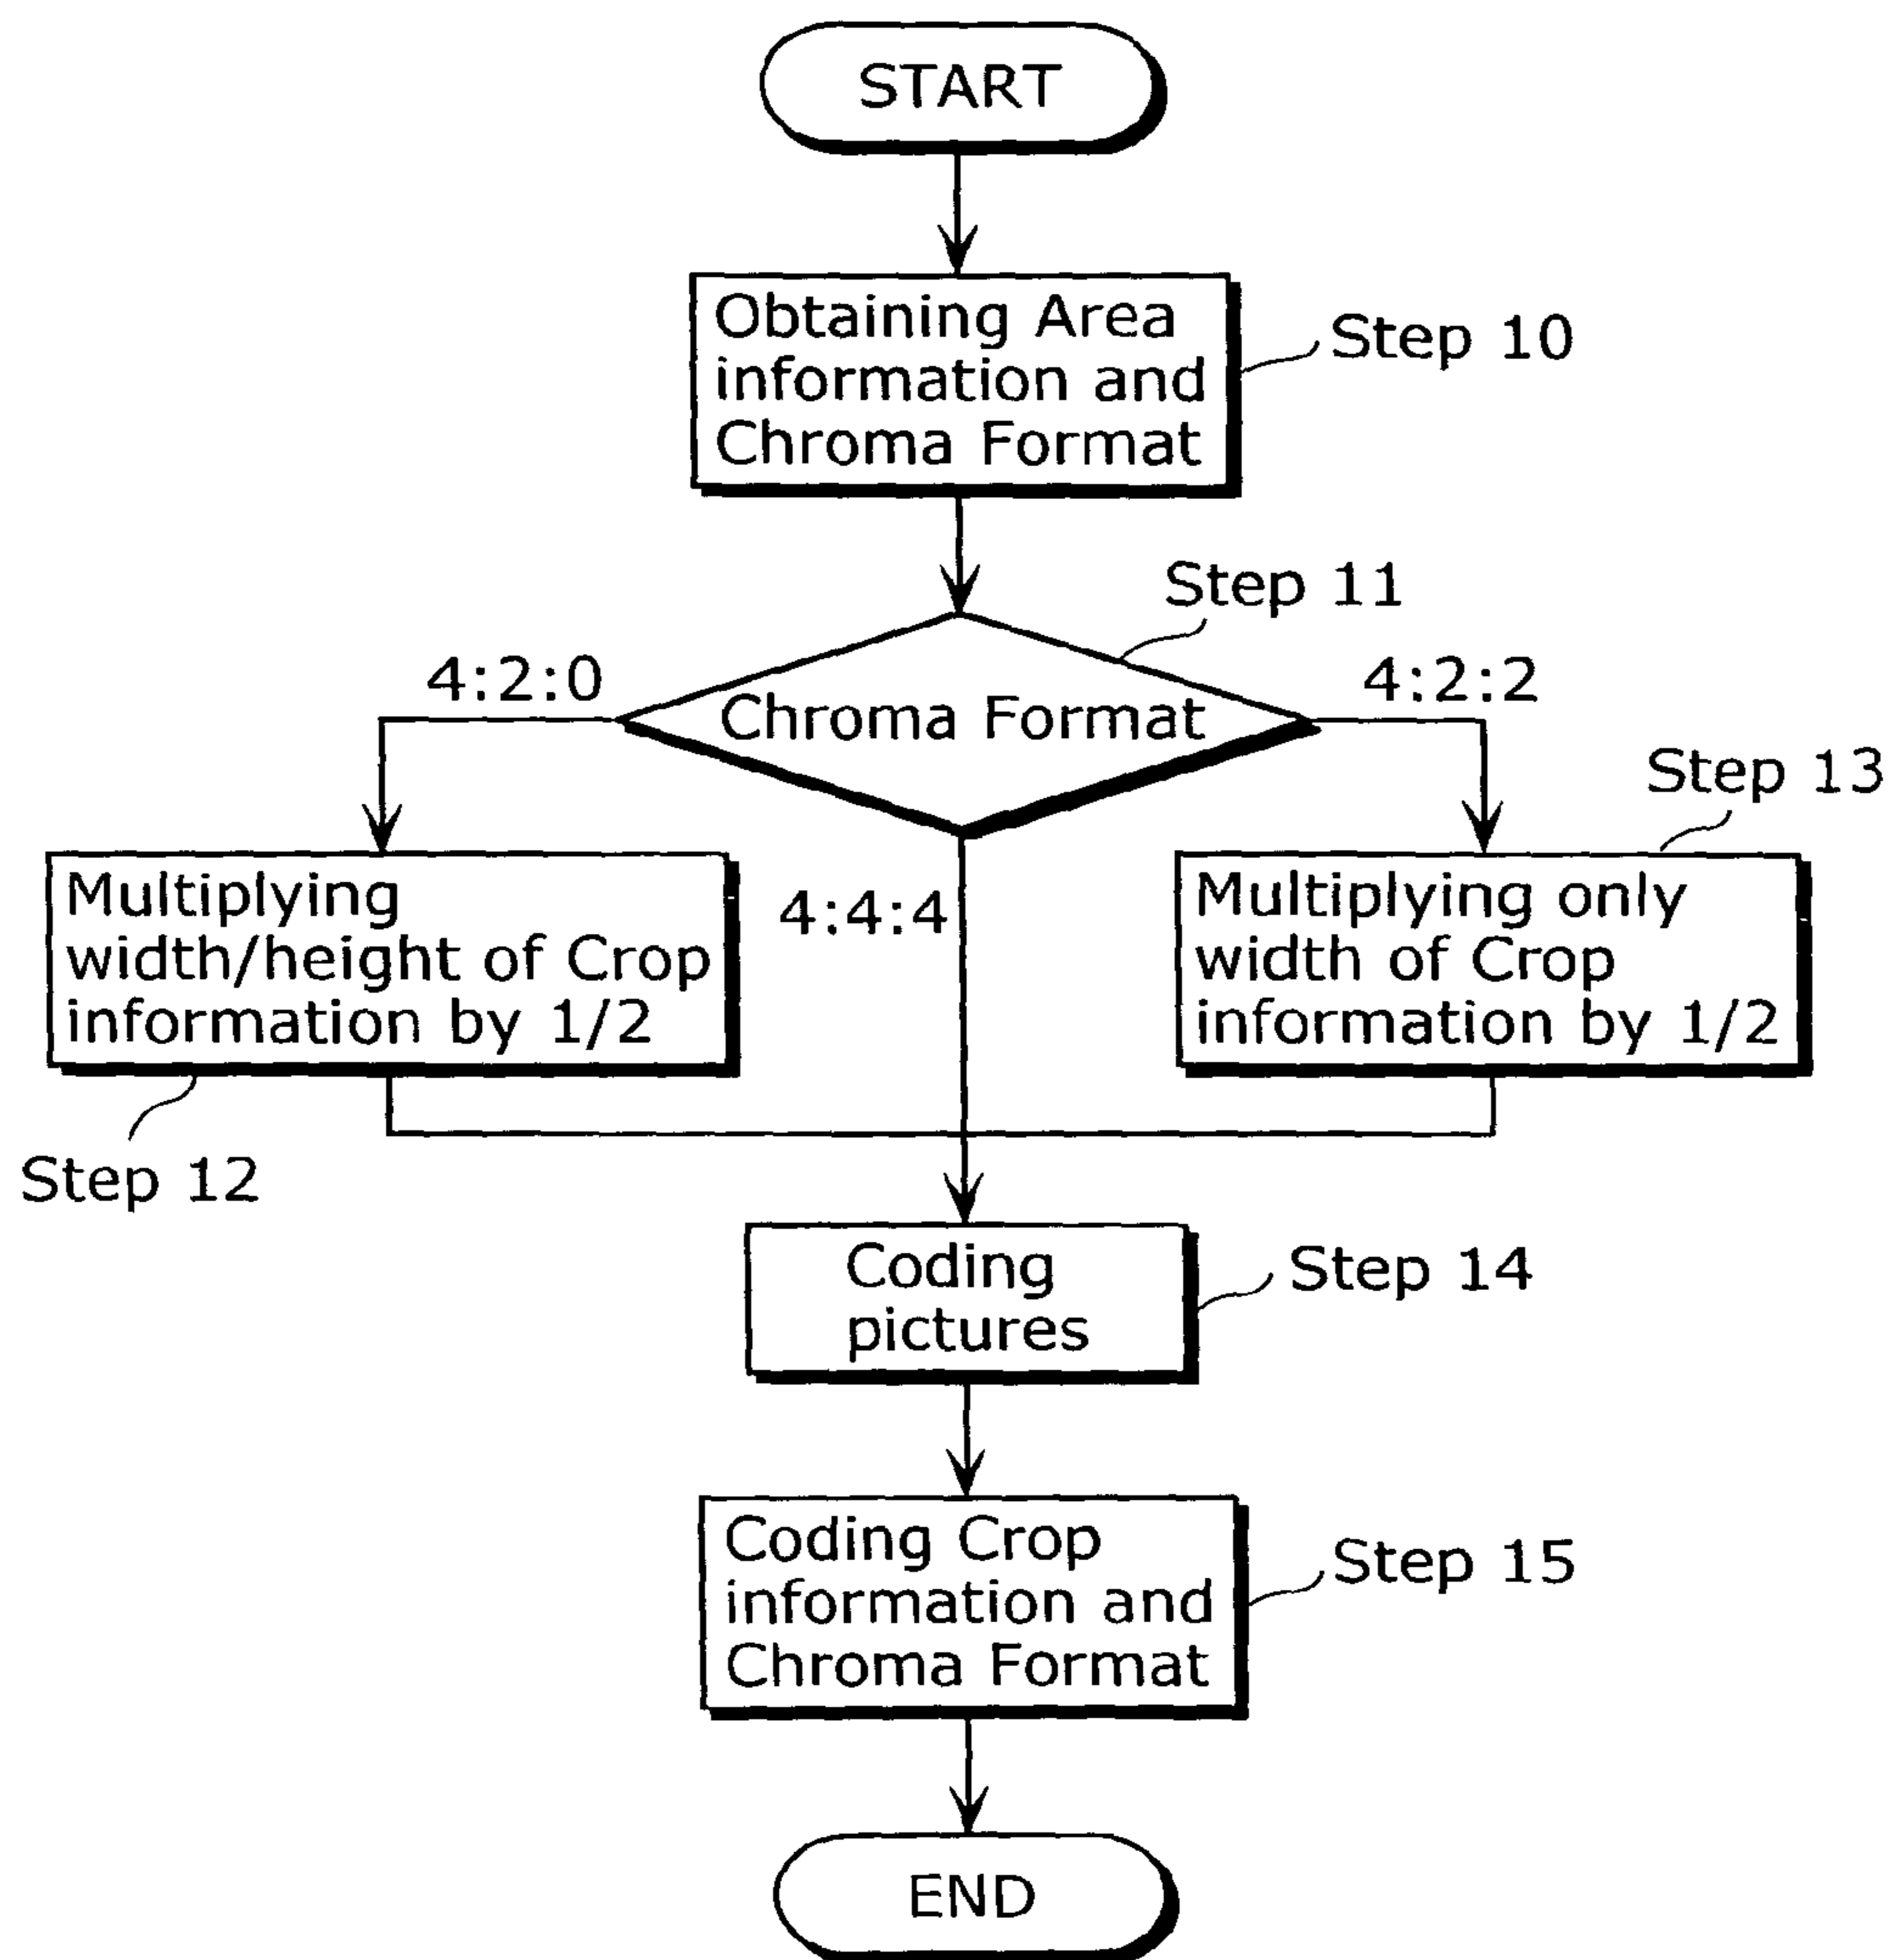 START
Obtaining Area
information and
Chroma Format
Step 10
Step 11
4:2:0
Chroma Format
4:2:2
Step 13
Multiplying
width/height of Crop
information by 1/2
4:4:4
Multiplying only
width of Crop
information by 1/2
Step 12
Coding
pictures
Step 14
Coding Crop
information and
Chroma Format
Step 15
END